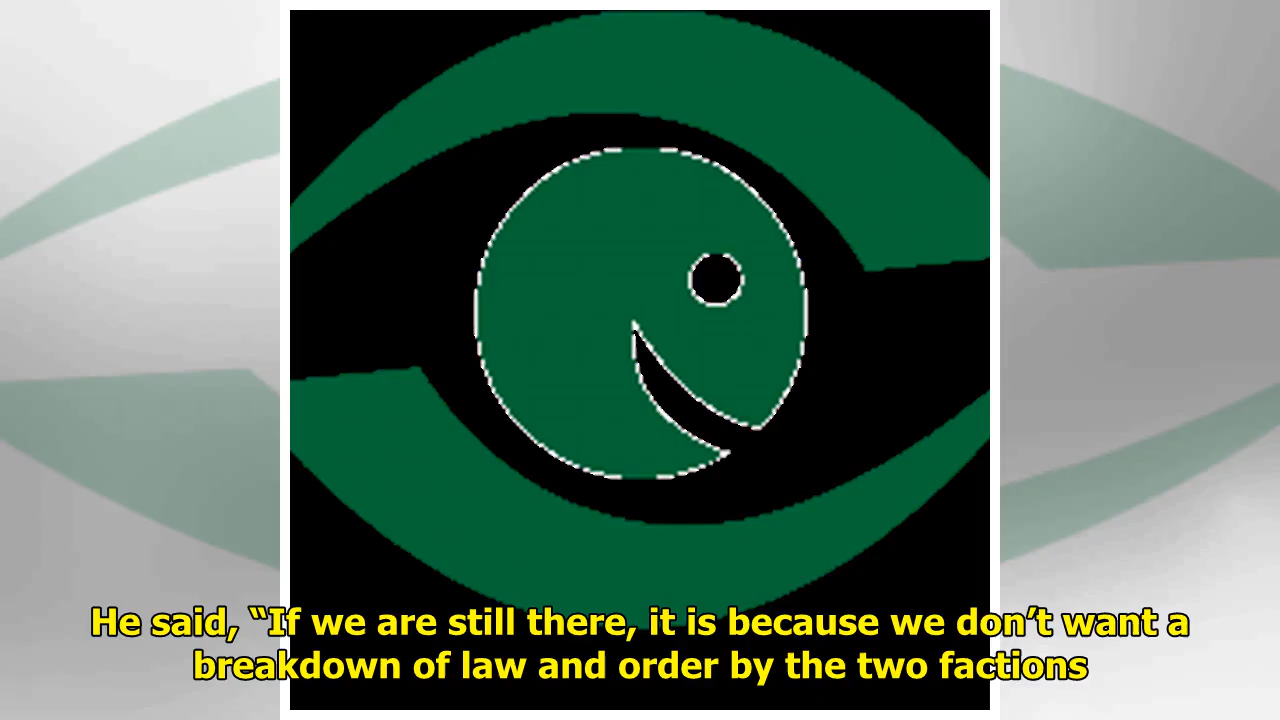 He said, “If we are still there, it is because we don’t want a
breakdown of law and order by the two factions